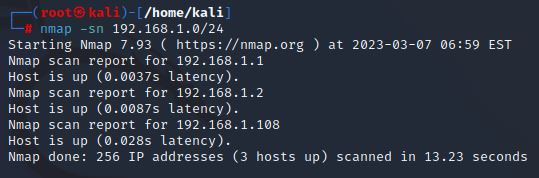 ┌──(root㉿kali)-[/home/kali]
└─# nmap -sn 192.168.1.0/24
Starting Nmap 7.93 ( https://nmap.org ) at 2023-03-07 06:59 EST
Nmap scan report for 192.168.1.1
Host is up (0.0037s latency).
Nmap scan report for 192.168.1.2
Host is up (0.0087s latency).
Nmap scan report for 192.168.1.108
Host is up (0.028s latency).
Nmap done: 256 IP addresses (3 hosts up) scanned in 13.23 seconds